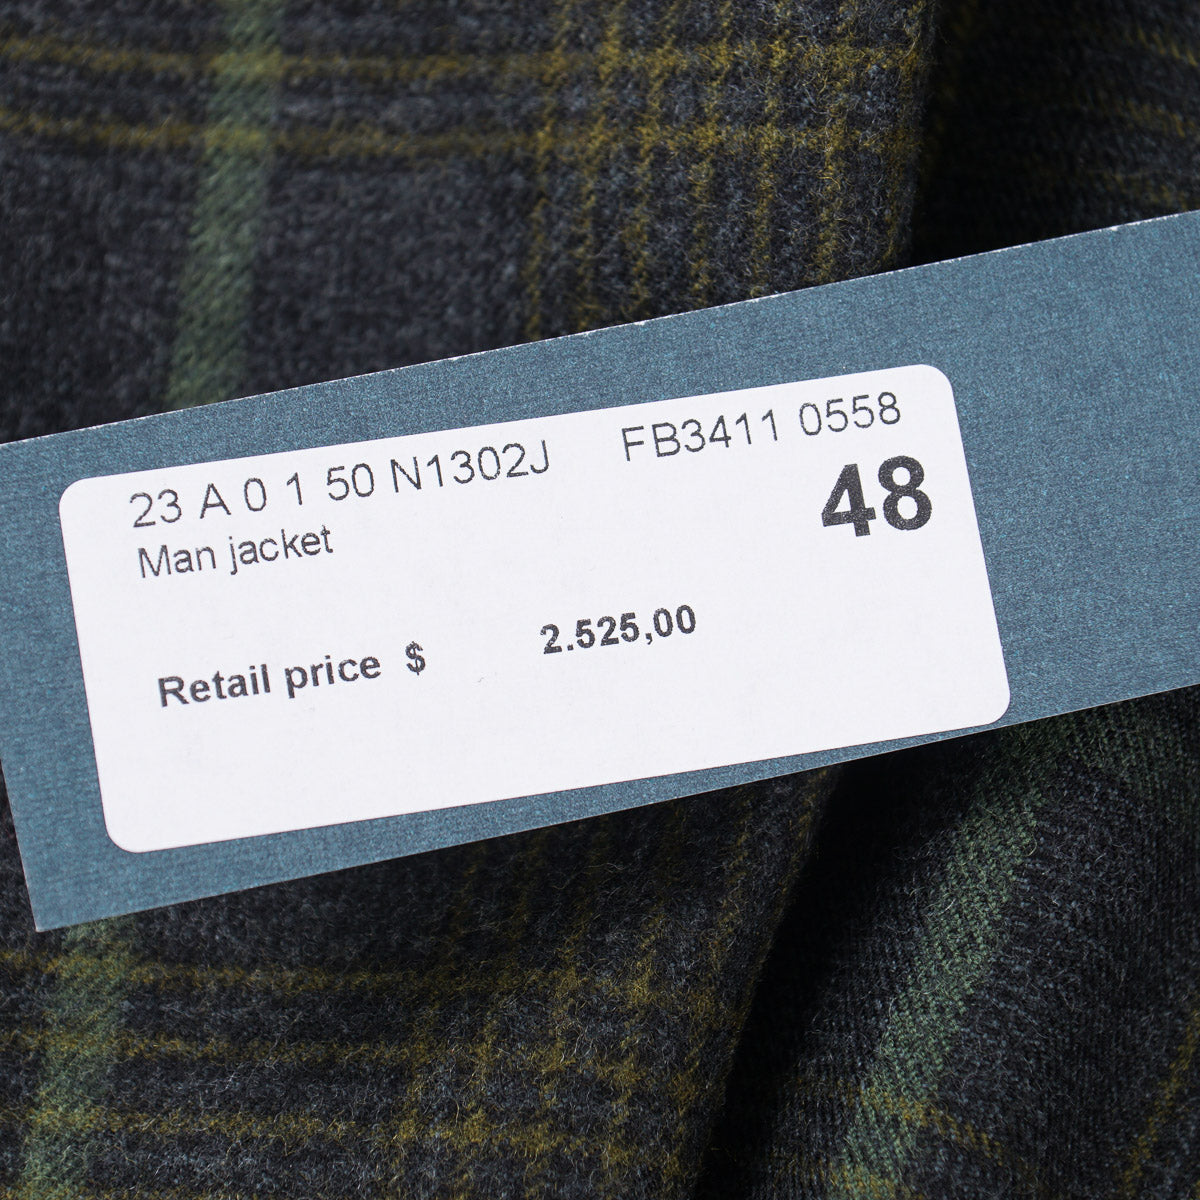 23 A 0 1 50 N1302J FB3411 0558
Man jacket 48
Retail price $ 2.525,00